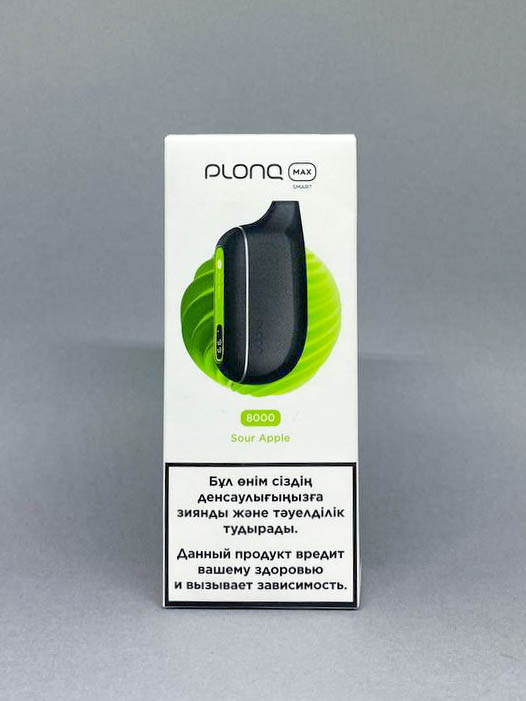 PLONQ MAX
SMART
PLONQ
8000
Sour Apple
Бұл өнім сіздің
денсаулығыңызға
зиянды және тәуелділік
тудырады.
Данный продукт вредит
вашему здоровью
и вызывает зависимость.